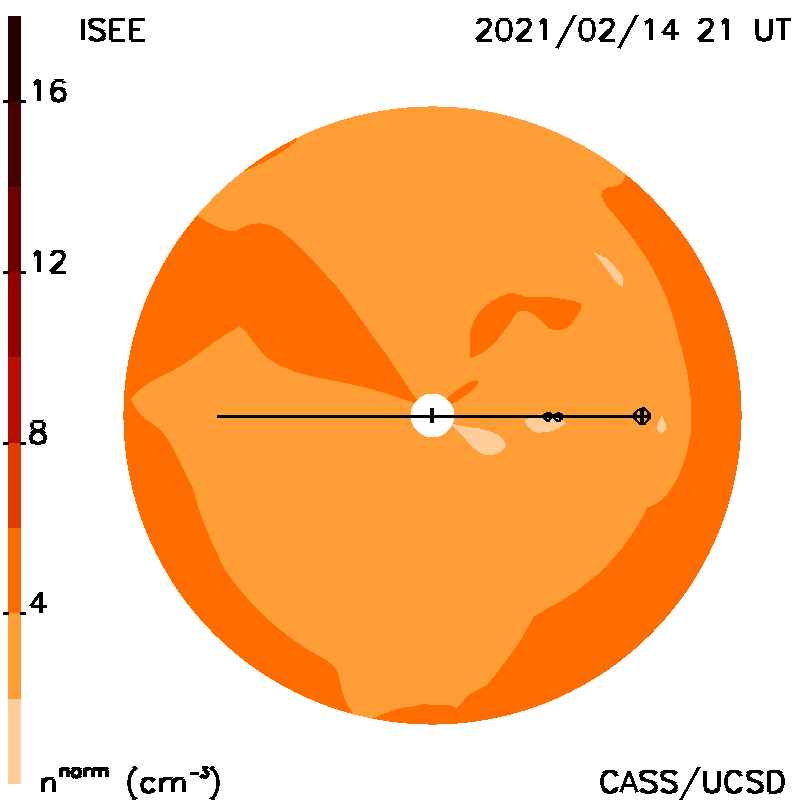 ISEE
2021/02/14 21 UT
16
12
8
4
n^norm (cm^-3)
CASS/UCSD